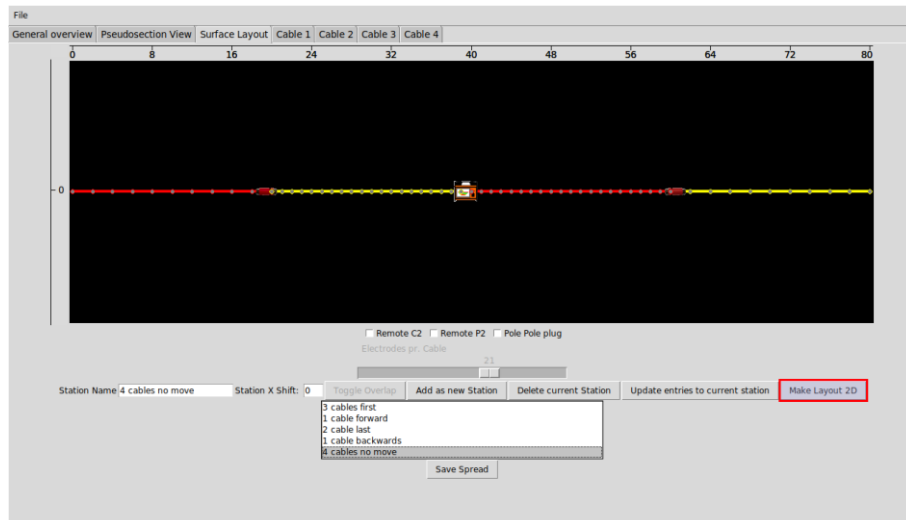 File
General overview Pseudosection View Surface Layout Cable 1 Cable 2 Cable 3 Cable 4
0 8 16 24 32 40 48 56 64 72 80
0
Remote C2 Remote P2 Pole Pole plug
Electrodes pr. Cable
21
Station Name 4 cables no move Station X Shift: 0 Toggle Overlap Add as new Station Delete current Station Update entries to current station Make Layout 2D
3 cables first
1 cable forward
2 cable last
1 cable backwards
4 cables no move
Save Spread